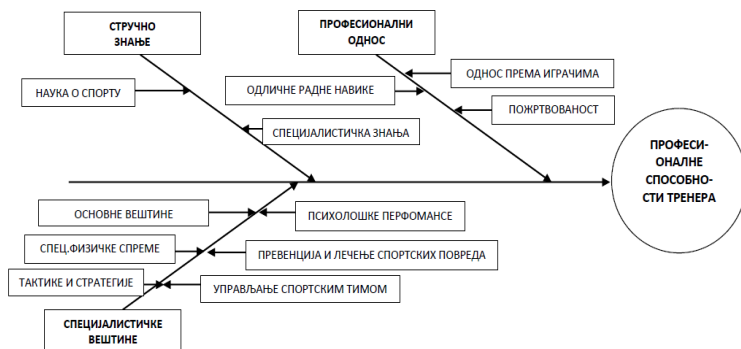 СТРУЧНО
ЗНАЊЕ
ПРОФЕСИОНАЛНИ
ОДНОС
НАУКА О СПОРТУ
ОДЛИЧНЕ РАДНЕ НАВИКЕ
ОДНОС ПРЕМА ИГРАЧИМА
ПОЖРТВОВАНОСТ
СПЕЦИЈАЛИСТИЧКА ЗНАЊА
ПРОФЕСИ-
ОНАЛНЕ
СПОСОБНО-
СТИ ТРЕНЕРА
ОСНОВНЕ ВЕШТИНЕ
ПСИХОЛОШКЕ ПЕРФОМАНСЕ
СПЕЦ.ФИЗИЧКЕ СПРЕМЕ
ПРЕВЕНЦИЈА И ЛЕЧЕЊЕ СПОРТСКИХ ПОВРЕДА
ТАКТИКЕ И СТРАТЕГИЈЕ
УПРАВЉАЊЕ СПОРТСКИМ ТИМОМ
СПЕЦИЈАЛИСТИЧКЕ
ВЕШТИНЕ